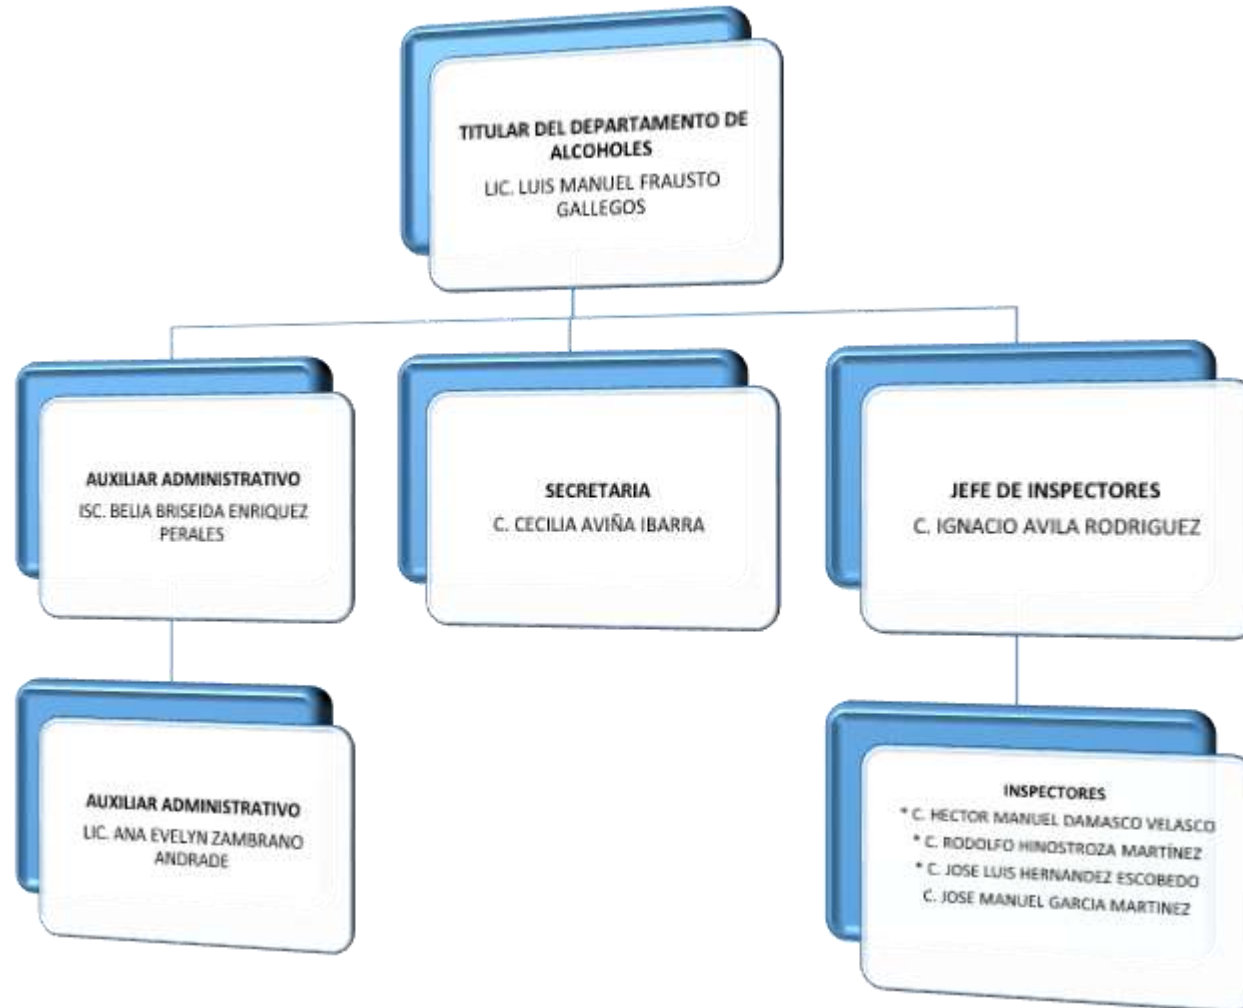 TITULAR DEL DEPARTAMENTO DE
ALCOHOLES
LIC. LUIS MANUEL FRAUSTO
GALLEGOS
AUXILIAR ADMINISTRATIVO
ISC. BELIA BRISEIDA ENRIQUEZ
PERALES
SECRETARIA
C. CECILIA AVIÑA IBARRA
JEFE DE INSPECTORES
C. IGNACIO AVILA RODRIGUEZ
AUXILIAR ADMINISTRATIVO
LIC. ANA EVELYN ZAMBRANO
ANDRADE
INSPECTORES
* C. HECTOR MANUEL DAMASCO VELASCO
* C. RODOLFO HINOSTROZA MARTÍNEZ
* C. JOSE LUIS HERNANDEZ ESCOBEDO
C. JOSE MANUEL GARCIA MARTINEZ